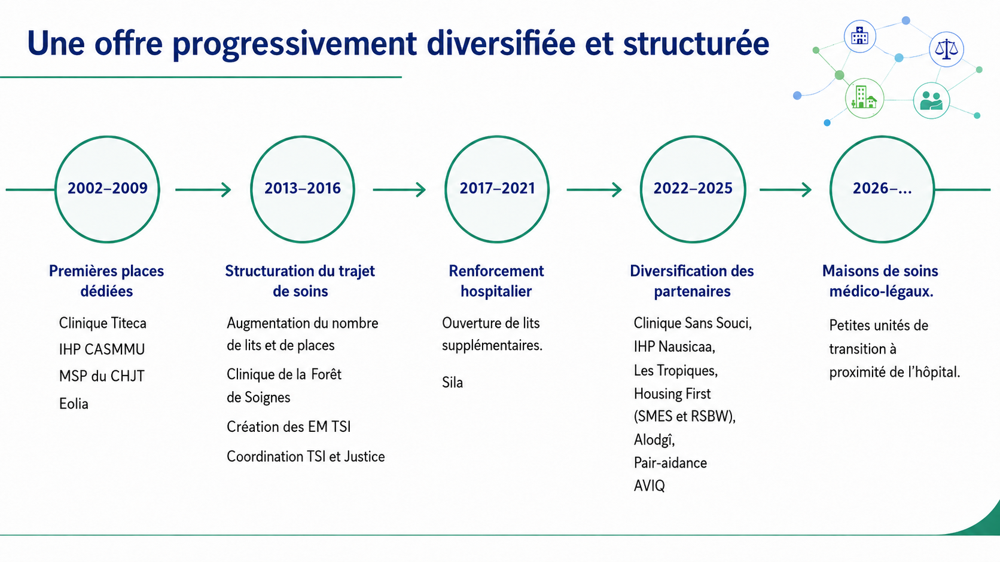 Une offre progressivement diversifiée et structurée
2002–2009
2013–2016
2017–2021
2022–2025
2026–...
Premières places
dédiées
Clinique Titeca
IHP CASMMU
MSP du CHJT
Eolia
Structuration du trajet
de soins
Augmentation du nombre
de lits et de places
Clinique de la Forêt
de Soignes
Création des EM TSI
Coordination TSI et Justice
Renforcement
hospitalier
Ouverture de lits
supplémentaires.
Sila
Diversification des
partenaires
Clinique Sans Souci,
IHP Nausicaa,
Les Tropiques,
Housing First
(SMES et RSBW),
Alodgî,
Pair-aidance
AVIQ
Maisons de soins
médico-légaux.
Petites unités de
transition à
proximité de l’hôpital.